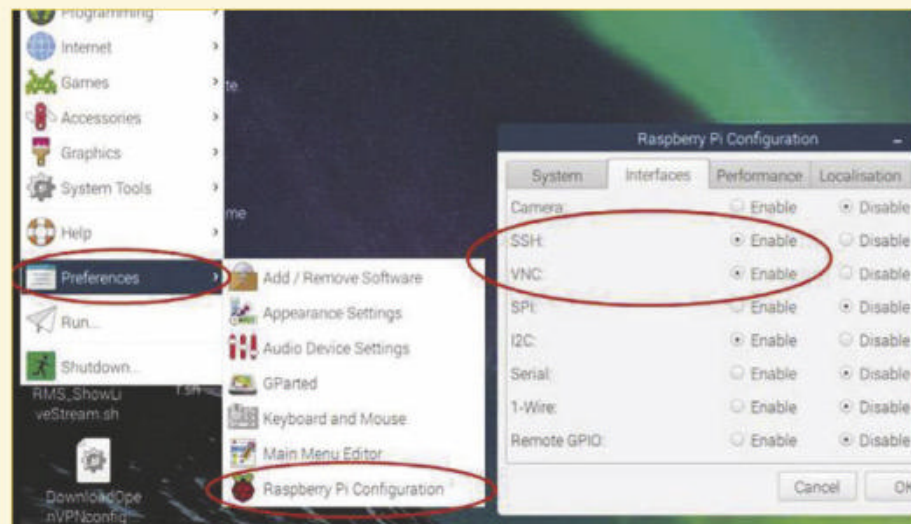 Programming
Internet
Games
Accessories
Graphics
System Tools
Help
Preferences
Run...
Shutdown...
te.
me
RMS_ShowLi
veStream.sh
r.sh
DownloadOpe
nVPNconfig
Add / Remove Software
Appearance Settings
Audio Device Settings
GParted
Keyboard and Mouse
Main Menu Editor
Raspberry Pi Configuration
Raspberry Pi Configuration
System Interfaces Performance Localisation
Camera: Enable Disable
SSH: Enable Disable
VNC: Enable Disable
SPI: Enable Disable
I2C: Enable Disable
Serial: Enable Disable
1-Wire: Enable Disable
Remote GPIO: Enable Disable
Cancel OK